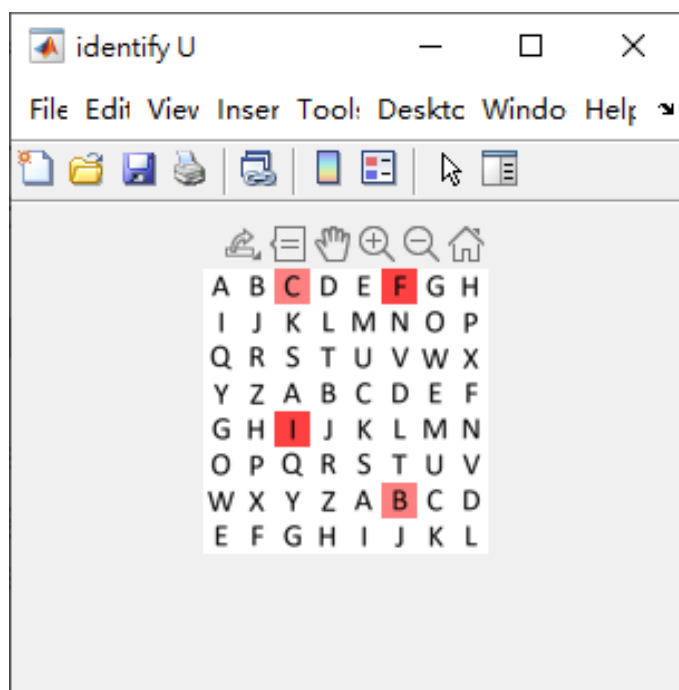 identify U
File Edit View Inser Tools Desktc Windo Help
A B C D E F G H
I J K L M N O P
Q R S T U V W X
Y Z A B C D E F
G H I J K L M N
O P Q R S T U V
W X Y Z A B C D
E F G H I J K L